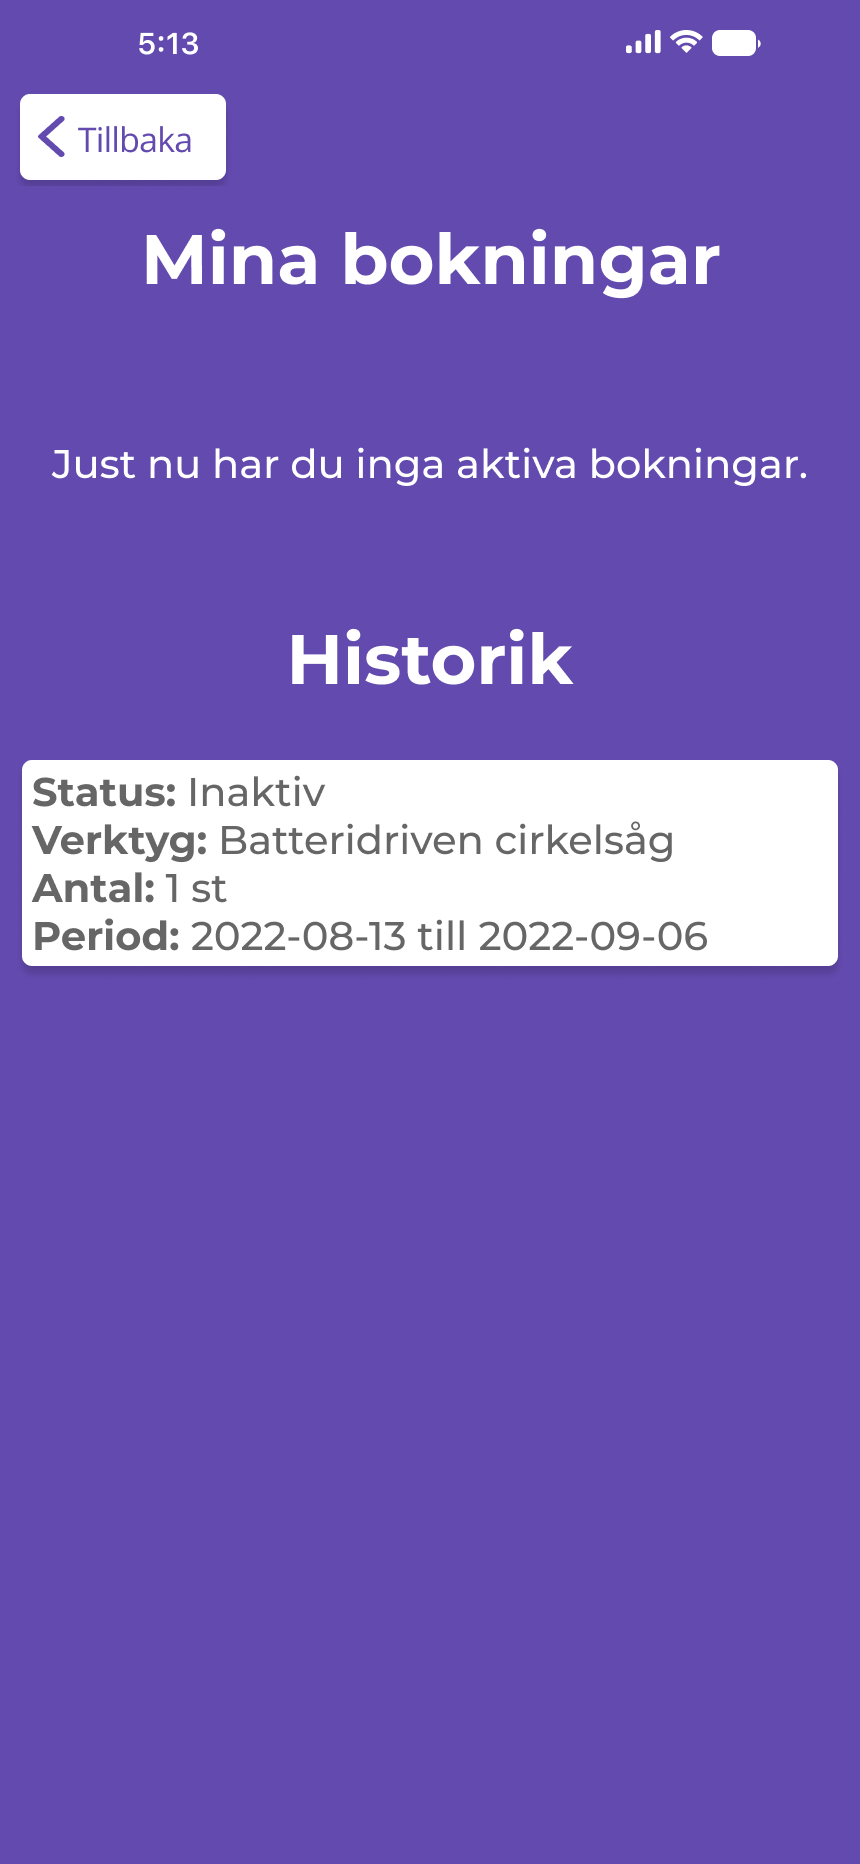 5:13
Tillbaka
Mina bokningar
Just nu har du inga aktiva bokningar.
Historik
Status: Inaktiv
Verktyg: Batteridriven cirkelsåg
Antal: 1 st
Period: 2022-08-13 till 2022-09-06